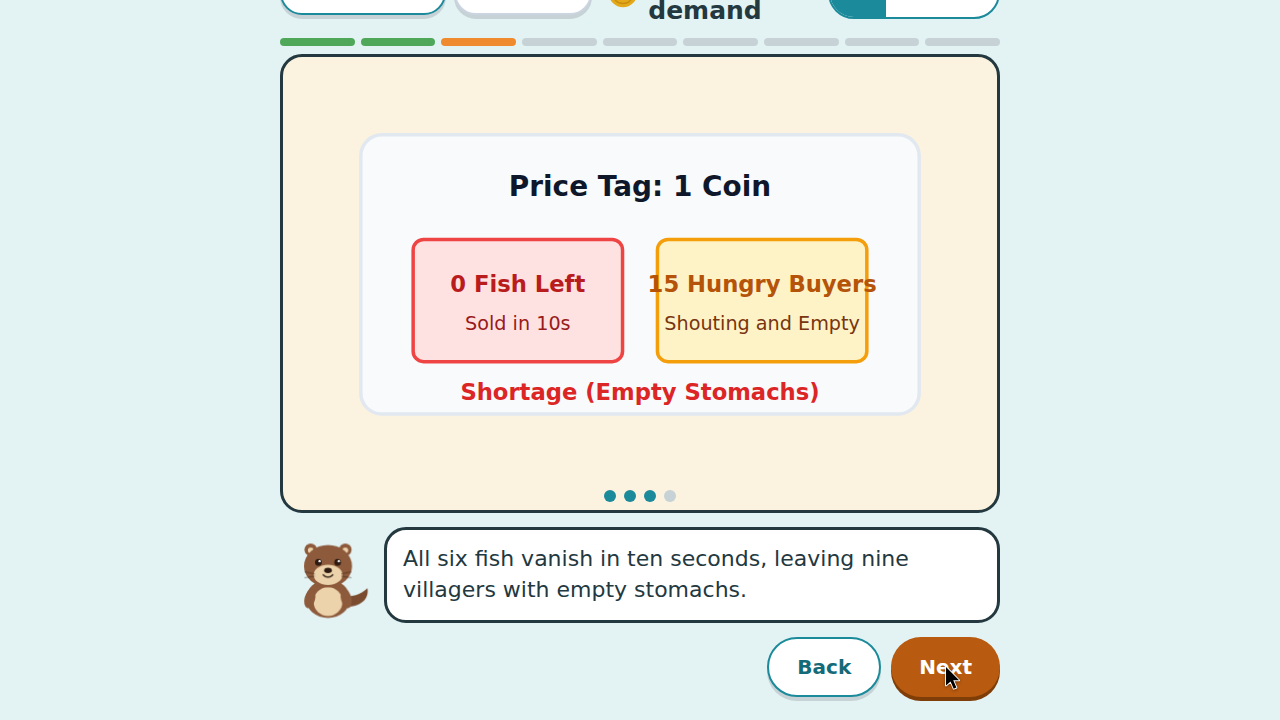 demand
Price Tag: 1 Coin
0 Fish Left
Sold in 10s
15 Hungry Buyers
Shouting and Empty
Shortage (Empty Stomachs)
All six fish vanish in ten seconds, leaving nine
villagers with empty stomachs.
Back
Next